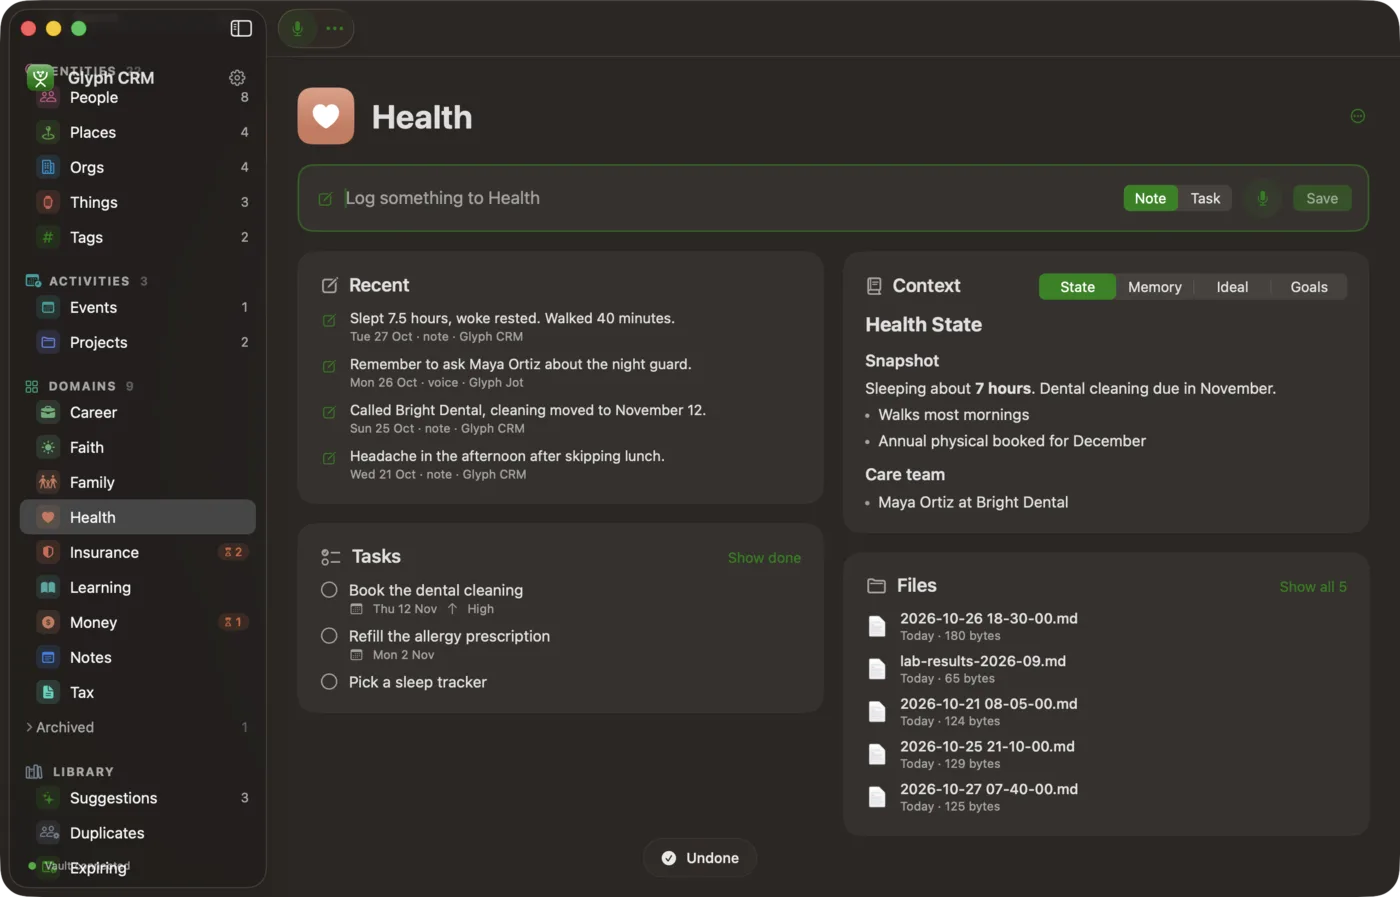 ENTITIES 22
Glyph CRM
People 8
Places 4
Orgs 4
Things 3
Tags 2
ACTIVITIES 3
Events 1
Projects 2
DOMAINS 9
Career
Faith
Family
Health
Insurance 2
Learning
Money 1
Notes
Tax
Archived 1
LIBRARY
Suggestions 3
Duplicates
Expiring
Vault connected
Health
Log something to Health
Note Task Save
Recent
Slept 7.5 hours, woke rested. Walked 40 minutes.
Tue 27 Oct · note · Glyph CRM
Remember to ask Maya Ortiz about the night guard.
Mon 26 Oct · voice · Glyph Jot
Called Bright Dental, cleaning moved to November 12.
Sun 25 Oct · note · Glyph CRM
Headache in the afternoon after skipping lunch.
Wed 21 Oct · note · Glyph CRM
Tasks Show done
Book the dental cleaning
Thu 12 Nov ↑ High
Refill the allergy prescription
Mon 2 Nov
Pick a sleep tracker
Context State Memory Ideal Goals
Health State
Snapshot
Sleeping about 7 hours. Dental cleaning due in November.
• Walks most mornings
• Annual physical booked for December
Care team
• Maya Ortiz at Bright Dental
Files Show all 5
2026-10-26 18-30-00.md
Today · 180 bytes
lab-results-2026-09.md
Today · 65 bytes
2026-10-21 08-05-00.md
Today · 124 bytes
2026-10-25 21-10-00.md
Today · 129 bytes
2026-10-27 07-40-00.md
Today · 125 bytes
Undone